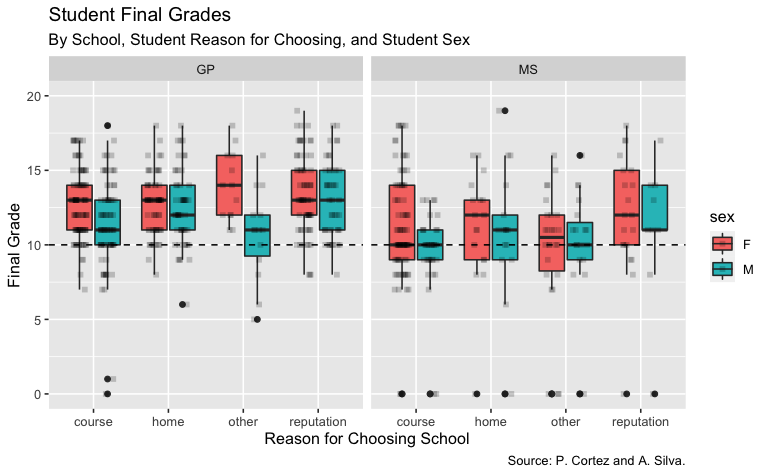 Student Final Grades
By School, Student Reason for Choosing, and Student Sex
GP
MS
20
15
10
5
0
Final Grade
course
home
other
reputation
course
home
other
reputation
Reason for Choosing School
sex
F
M
Source: P. Cortez and A. Silva.